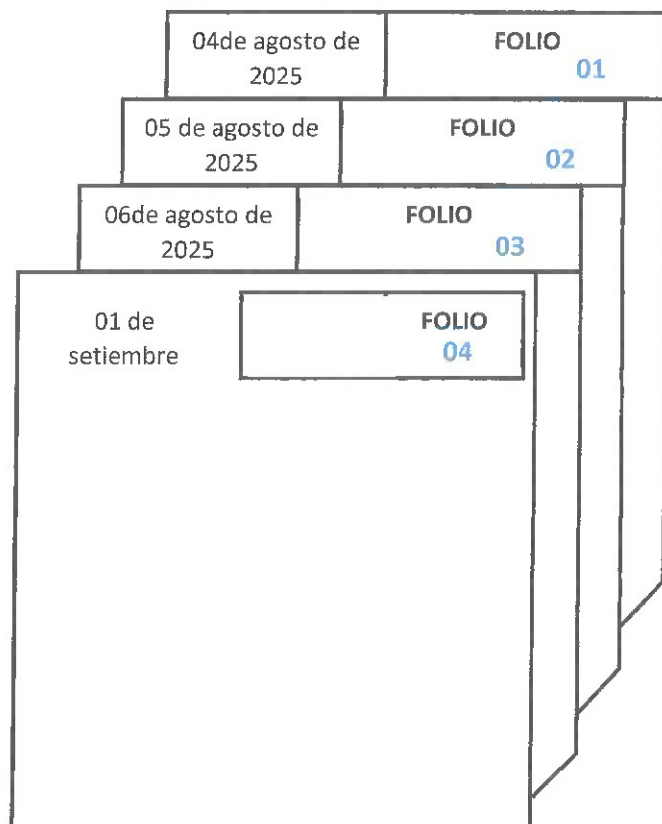 04de agosto de
2025
FOLIO
01
05 de agosto de
2025
FOLIO
02
06de agosto de
2025
FOLIO
03
01 de
setiembre
FOLIO
04